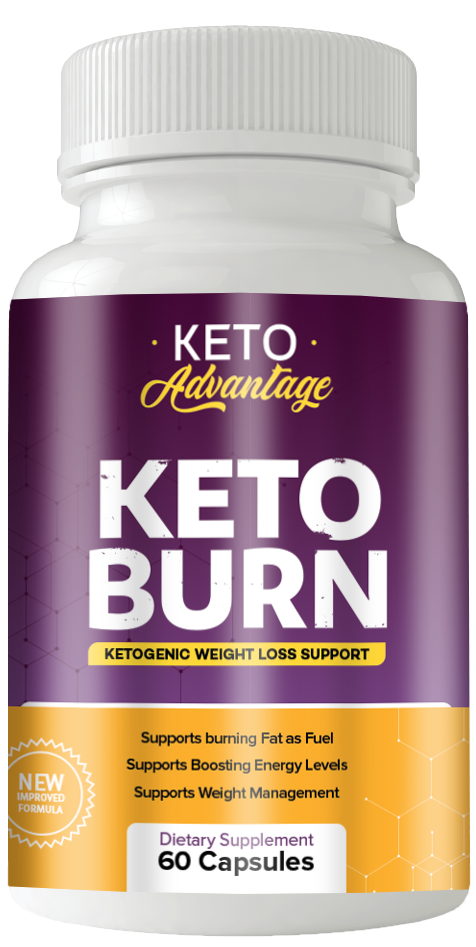 KETO
Advantage
KETO
BURN
KETOGENIC WEIGHT LOSS SUPPORT
Supports burning Fat as Fuel
Supports Boosting Energy Levels
Supports Weight Management
NEW
IMPROVED
FORMULA
Dietary Supplement
60 Capsules